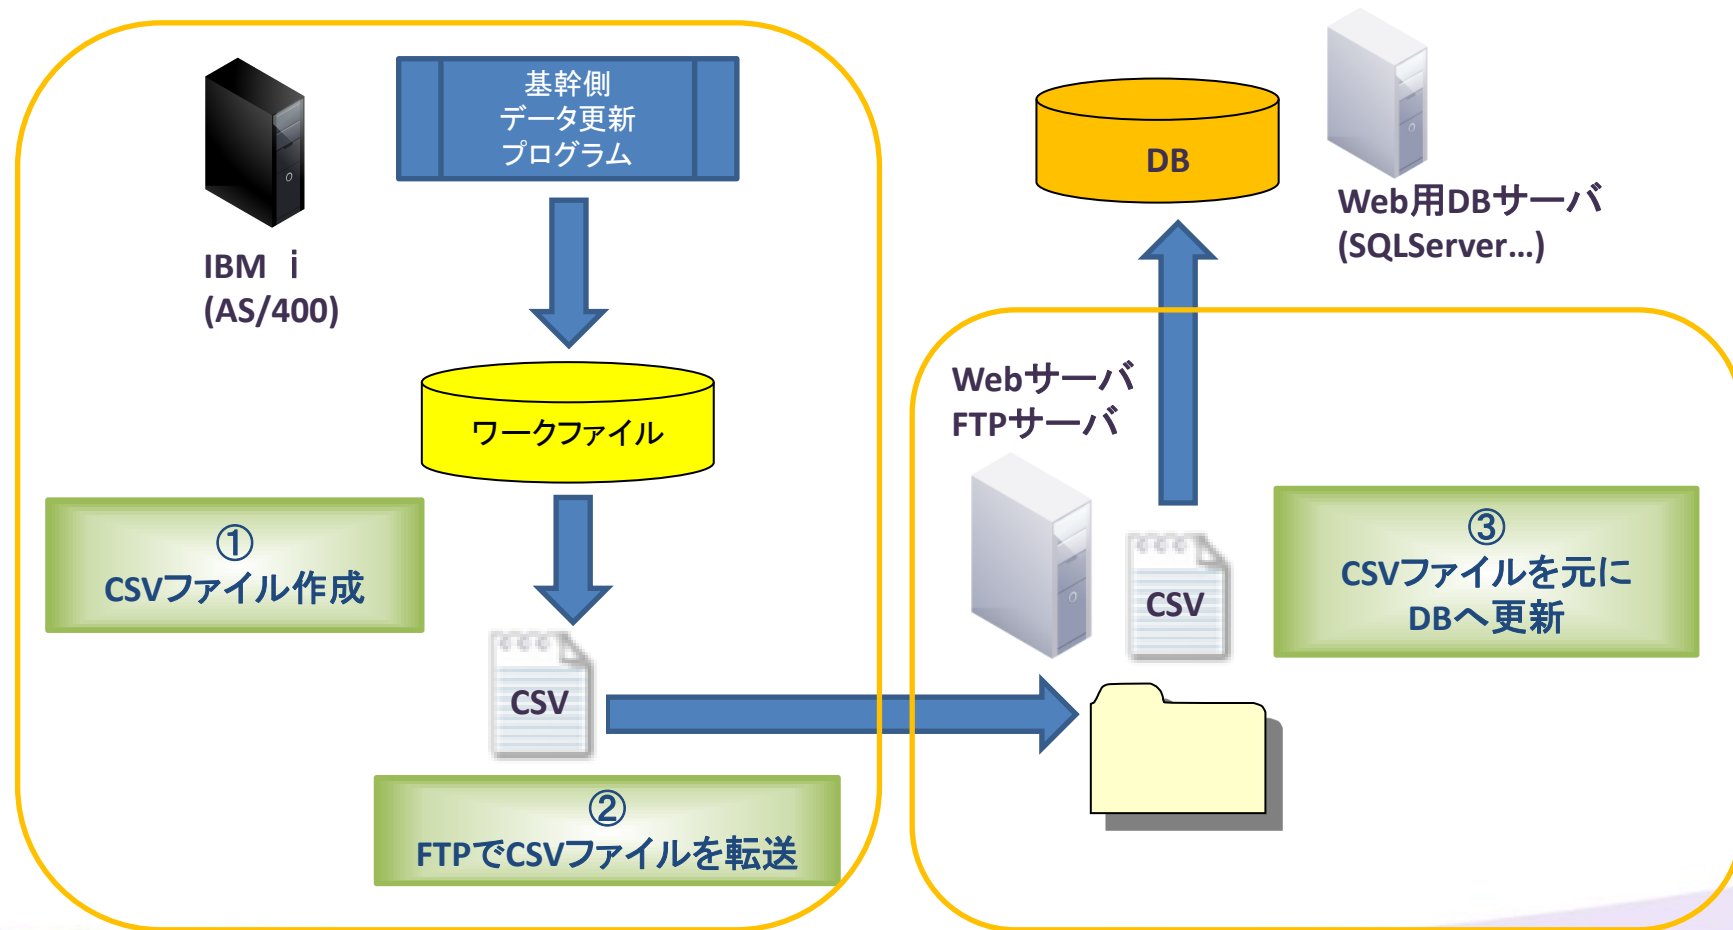 基幹側
データ更新
プログラム
IBM i
(AS/400)
ワークファイル
①
CSVファイル作成
CSV
②
FTPでCSVファイルを転送
DB
Web用DBサーバ
(SQLServer…)
Webサーバ
FTPサーバ
CSV
③
CSVファイルを元に
DBへ更新